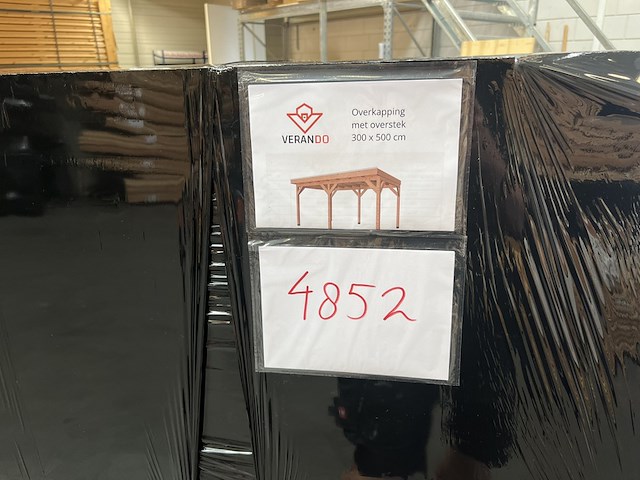 VERANDO
Overkapping
met overstek
300 x 500 cm
4852